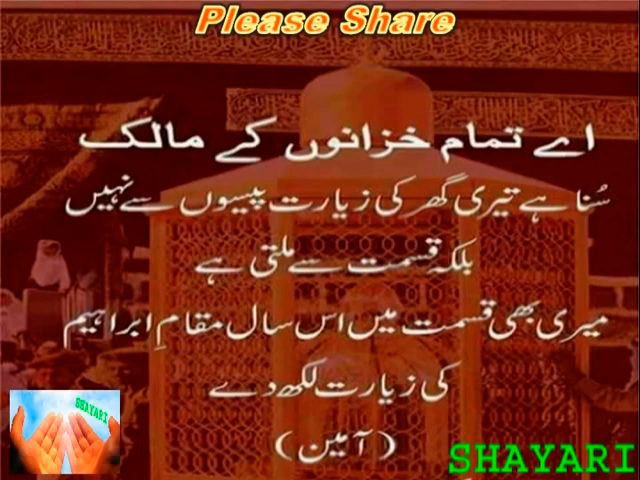 Please Share
اے تمام خزانوں کے مالک
سُنا ہے تیری گھر کی زیارت پیسوں سے نہیں
بلکہ قسمت سے ملتی ہے
میری بھی قسمت میں اس سال مقامِ ابراہیم
کی زیارت لکھ دے
(آمین)
SHAYARI
SHAYARI